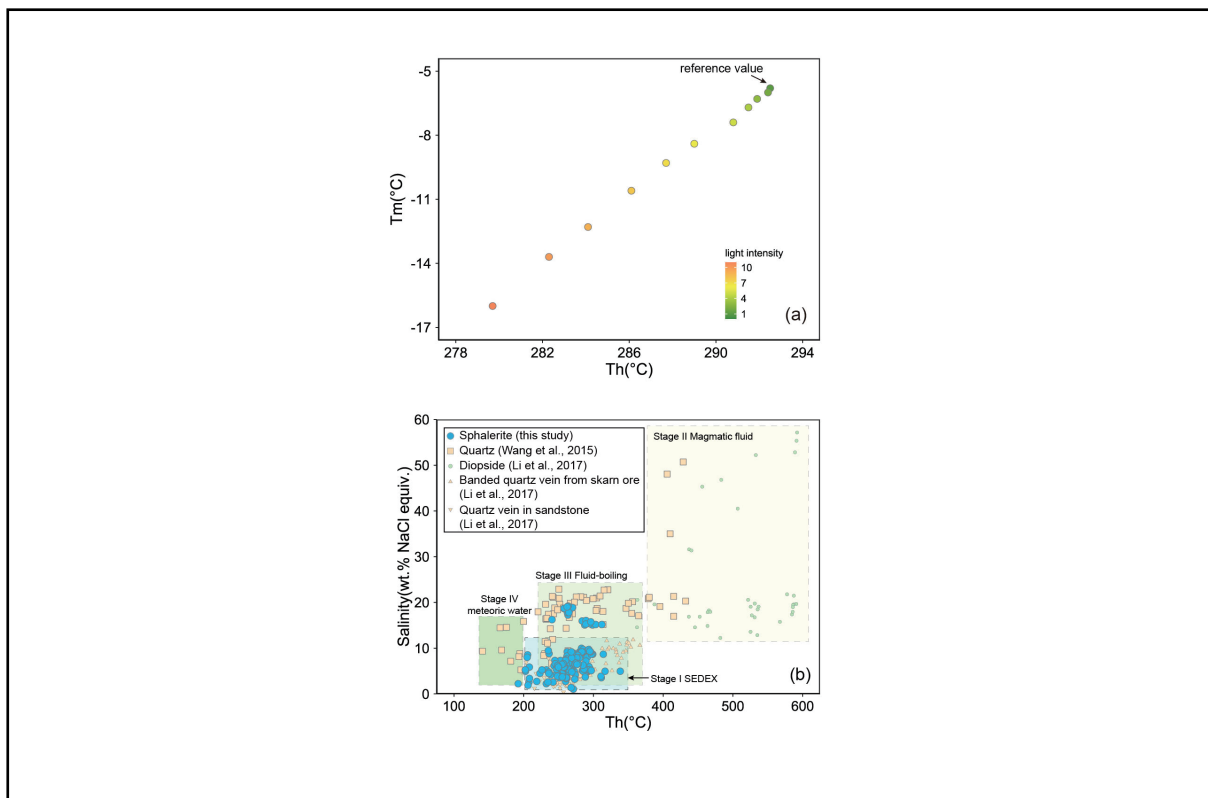 reference value
-5
-8
-11
-14
-17
Tm(°C)
light intensity
10
7
4
1
(a)
278
282
286
290
294
Th(°C)
60
50
40
30
20
10
0
Salinity(wt.% NaCl equiv.)
Sphalerite (this study)
Quartz (Wang et al., 2015)
Diopside (Li et al., 2017)
Banded quartz vein from skarn ore
(Li et al., 2017)
Quartz vein in sandstone
(Li et al., 2017)
Stage II Magmatic fluid
Stage III Fluid-boiling
Stage IV
meteoric water
Stage I SEDEX
(b)
100
200
300
400
500
600
Th(°C)